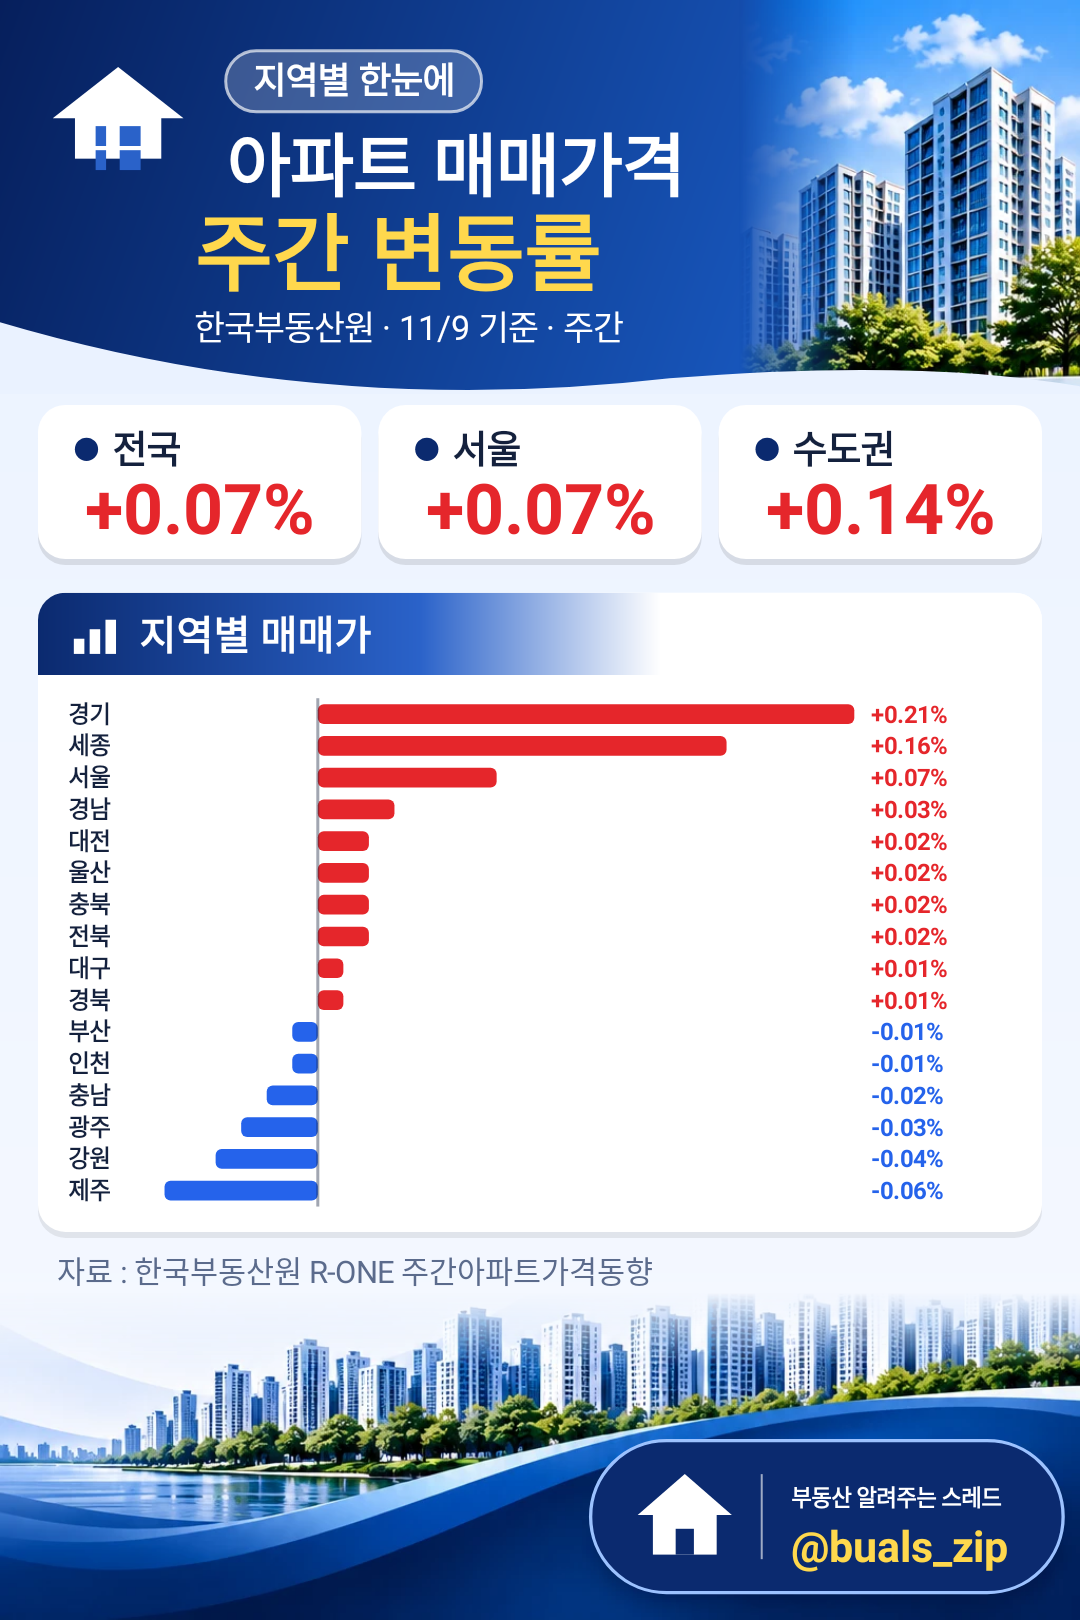 지역별 한눈에
아파트 매매가격
주간 변동률
한국부동산원 · 11/9 기준 · 주간
전국
+0.07%
서울
+0.07%
수도권
+0.14%
지역별 매매가
경기 +0.21%
세종 +0.16%
서울 +0.07%
경남 +0.03%
대전 +0.02%
울산 +0.02%
충북 +0.02%
전북 +0.02%
대구 +0.01%
경북 +0.01%
부산 -0.01%
인천 -0.01%
충남 -0.02%
광주 -0.03%
강원 -0.04%
제주 -0.06%
자료 : 한국부동산원 R-ONE 주간아파트가격동향
부동산 알려주는 스레드
@buals_zip